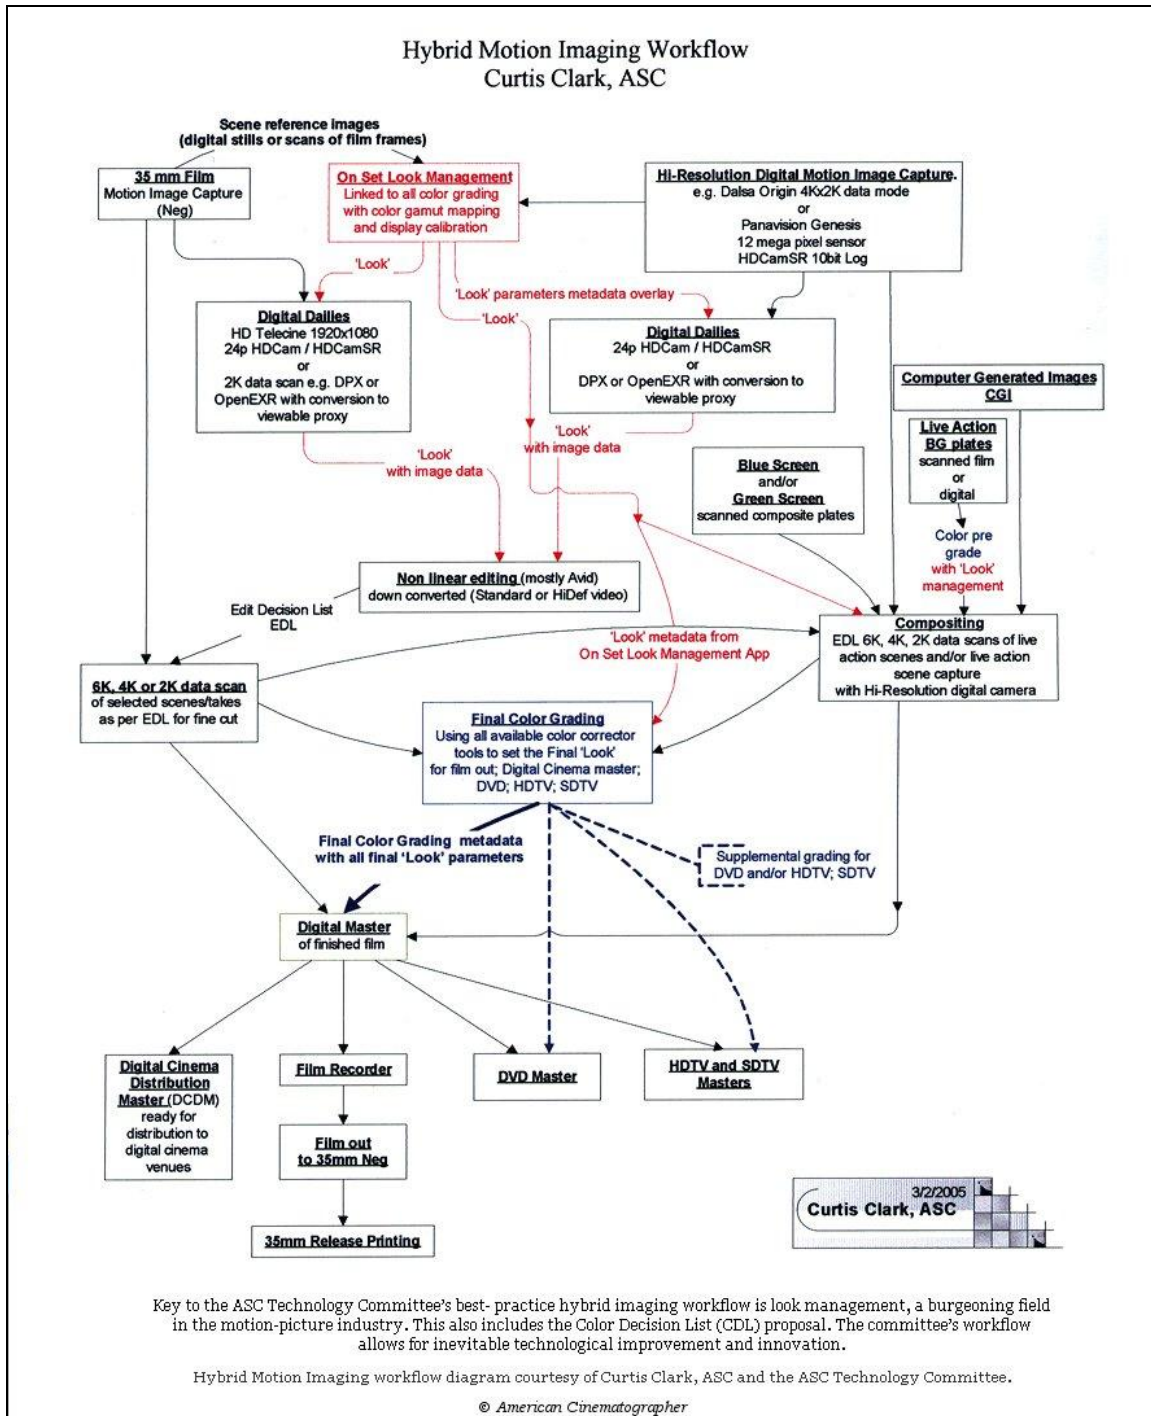 Hybrid Motion Imaging Workflow
Curtis Clark, ASC
Scene reference images
(digital stills or scans of film frames)
35 mm Film
Motion Image Capture
(Neg)
On Set Look Management
Linked to all color grading
with color gamut mapping
and display calibration
Hi-Resolution Digital Motion Image Capture.
e.g. Dalsa Origin 4Kx2K data mode
or
Panavision Genesis
12 mega pixel sensor
HDCamSR 10bit Log
'Look'
'Look' parameters metadata overlay
'Look'
Digital Dailies
HD Telecine 1920x1080
24p HDCam / HDCamSR
or
2K data scan e.g. DPX or
OpenEXR with conversion to
viewable proxy
Digital Dailies
24p HDCam / HDCamSR
or
DPX or OpenEXR with conversion to
viewable proxy
Computer Generated Images
CGI
Live Action
BG plates
scanned film
or
digital
'Look'
with image data
'Look'
with image data
Blue Screen
and/or
Green Screen
scanned composite plates
Color pre
grade
with 'Look'
management
Non linear editing (mostly Avid)
down converted (Standard or HiDef video)
Edit Decision List
EDL
'Look' metadata from
On Set Look Management App
Compositing
EDL 6K, 4K, 2K data scans of live
action scenes and/or live action
scene capture
with Hi-Resolution digital camera
6K, 4K or 2K data scan
of selected scenes/takes
as per EDL for fine cut
Final Color Grading
Using all available color corrector
tools to set the Final 'Look'
for film out; Digital Cinema master;
DVD; HDTV; SDTV
Final Color Grading metadata
with all final 'Look' parameters
Supplemental grading for
DVD and/or HDTV; SDTV
Digital Master
of finished film
Digital Cinema
Distribution
Master (DCDM)
ready for
distribution to
digital cinema
venues
Film Recorder
DVD Master
HDTV and SDTV
Masters
Film out
to 35mm Neg
35mm Release Printing
3/2/2005
Curtis Clark, ASC
Key to the ASC Technology Committee's best- practice hybrid imaging workflow is look management, a burgeoning field
in the motion-picture industry. This also includes the Color Decision List (CDL) proposal. The committee's workflow
allows for inevitable technological improvement and innovation.
Hybrid Motion Imaging workflow diagram courtesy of Curtis Clark, ASC and the ASC Technology Committee.
© American Cinematographer